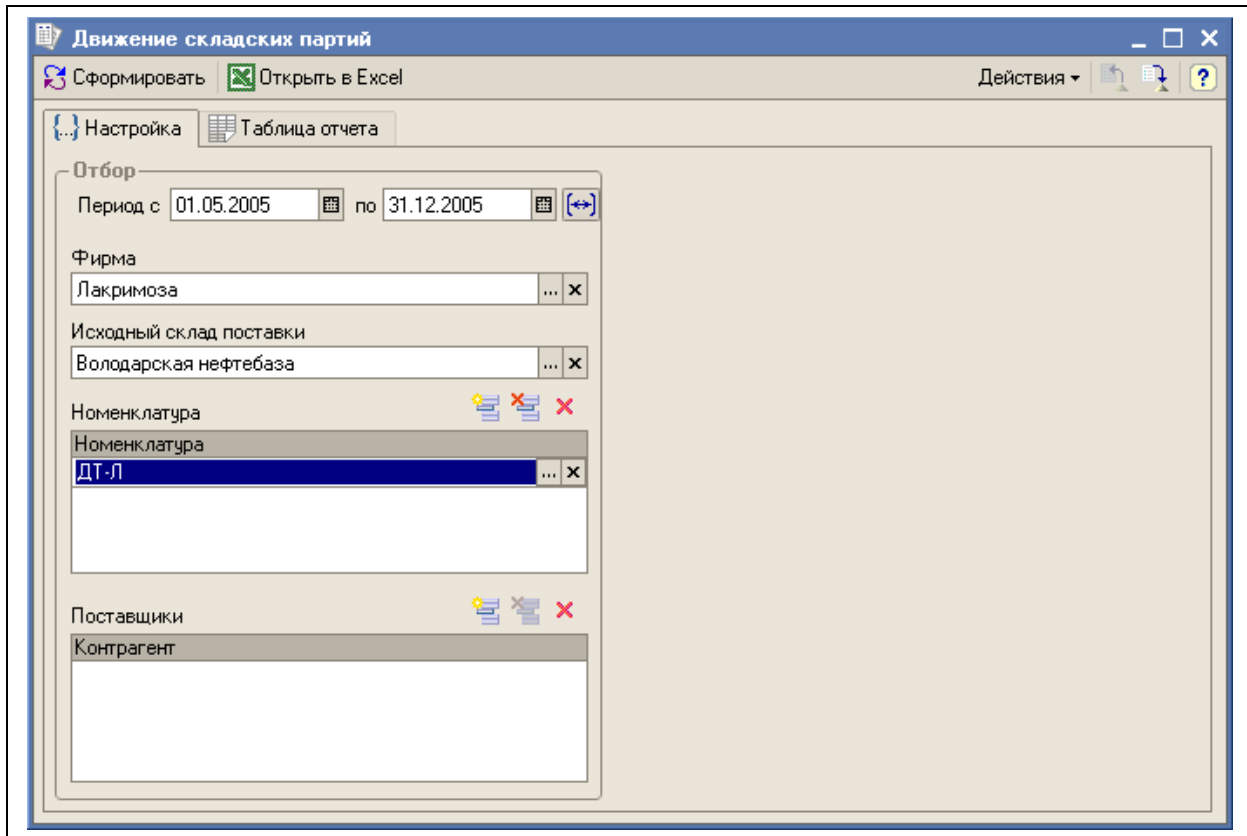 Движение складских партий
Сформировать Открыть в Excel Действия
{...} Настройка Таблица отчета
Отбор
Период с 01.05.2005 по 31.12.2005
Фирма
Лакримоза ... x
Исходный склад поставки
Володарская нефтебаза ... x
Номенклатура
Номенклатура
ДТ-Л ... x
Поставщики
Контрагент